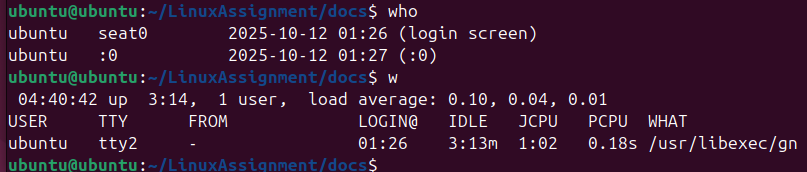 ubuntu@ubuntu:~/LinuxAssignment/docs$ who
ubuntu   seat0        2025-10-12 01:26 (login screen)
ubuntu   :0           2025-10-12 01:27 (:0)
ubuntu@ubuntu:~/LinuxAssignment/docs$ w
 04:40:42 up  3:14,  1 user,  load average: 0.10, 0.04, 0.01
USER     TTY      FROM             LOGIN@   IDLE   JCPU   PCPU  WHAT
ubuntu   tty2     -                01:26    3:13m  1:02   0.18s /usr/libexec/gn
ubuntu@ubuntu:~/LinuxAssignment/docs$